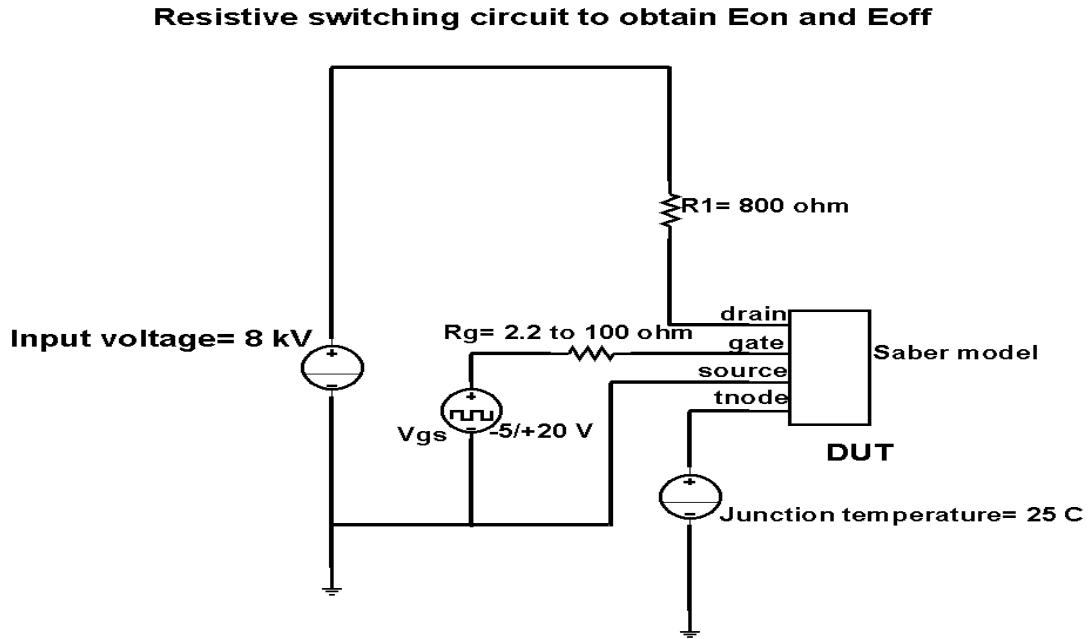 Resistive switching circuit to obtain Eon and Eoff
R1= 800 ohm
drain
Input voltage= 8 kV
Rg= 2.2 to 100 ohm
gate
Saber model
source
tnode
Vgs
-5/+20 V
DUT
Junction temperature= 25 C